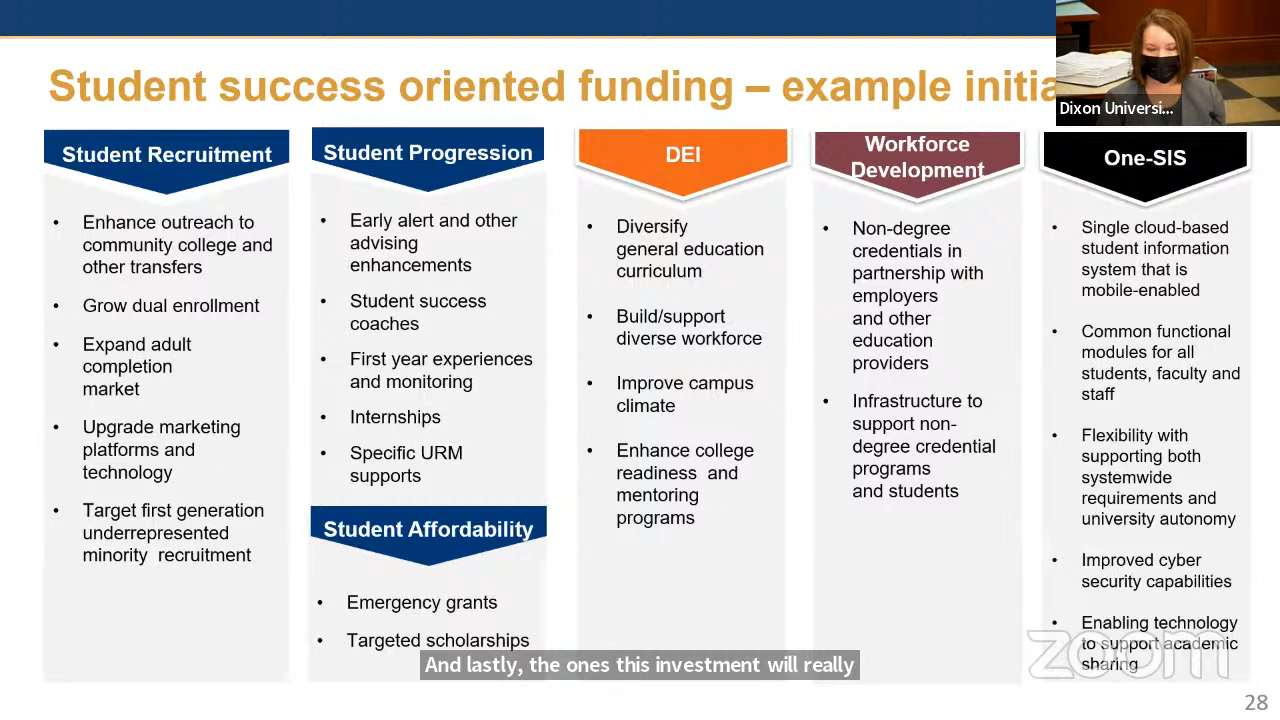 Student success oriented funding – example initia
Dixon Universi...
Student Recruitment
• Enhance outreach to
community college and
other transfers
• Grow dual enrollment
• Expand adult
completion
market
• Upgrade marketing
platforms and
technology
• Target first generation
underrepresented
minority recruitment
Student Progression
• Early alert and other
advising
enhancements
• Student success
coaches
• First year experiences
and monitoring
• Internships
• Specific URM
supports
Student Affordability
• Emergency grants
• Targeted scholarships
DEI
• Diversify
general education
curriculum
• Build/support
diverse workforce
• Improve campus
climate
• Enhance college
readiness and
mentoring
programs
Workforce
Development
• Non-degree
credentials in
partnership with
employers
and other
education
providers
• Infrastructure to
support non-
degree credential
programs
and students
One-SIS
• Single cloud-based
student information
system that is
mobile-enabled
• Common functional
modules for all
students, faculty and
staff
• Flexibility with
supporting both
systemwide
requirements and
university autonomy
• Improved cyber
security capabilities
• Enabling technology
to support academic
sharing
zoom
And lastly, the ones this investment will really
28